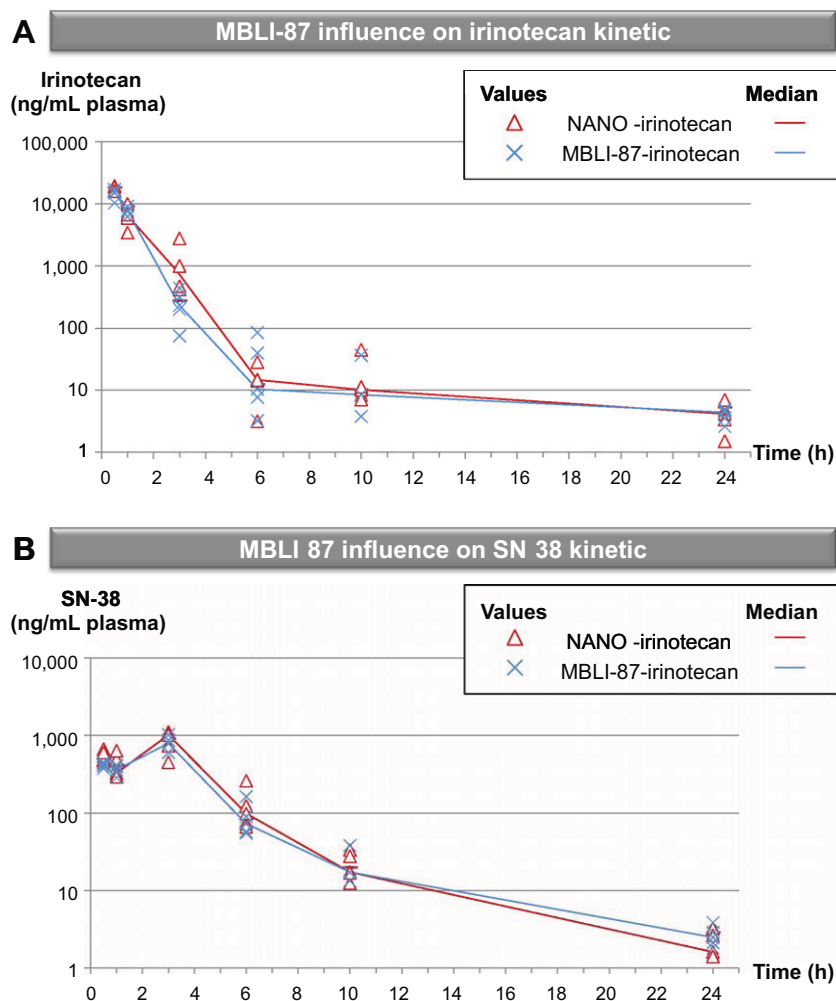 A
MBLI-87 influence on irinotecan kinetic
Irinotecan
(ng/mL plasma)
Values Median
NANO -irinotecan
MBLI-87-irinotecan
100,000
10,000
1,000
100
10
1
0 2 4 6 8 10 12 14 16 18 20 22 24
Time (h)
B
MBLI 87 influence on SN 38 kinetic
SN-38
(ng/mL plasma)
Values Median
NANO -irinotecan
MBLI-87-irinotecan
10,000
1,000
100
10
1
0 2 4 6 8 10 12 14 16 18 20 22 24
Time (h)